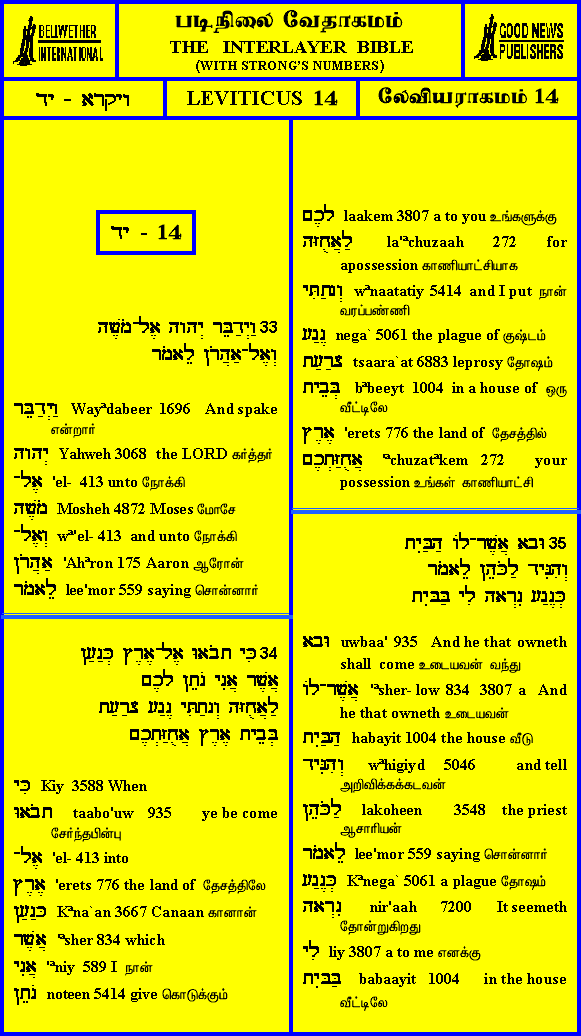 BELLWETHER
INTERNATIONAL
படிநிலை வேதாகமம்
THE INTERLAYER BIBLE
(WITH STRONG'S NUMBERS)
GOOD NEWS
PUBLISHERS
ויקרא - יד
LEVITICUS 14
லேவியராகமம் 14
יד - 14
33 וַיְדַבֵּר יְהוָה אֶל־מֹשֶׁה
וְאֶל־אַהֲרֹן לֵאמֹר
וַיְדַבֵּר Wayªdabeer 1696 And spake
என்றார்
יְהוָה Yahweh 3068 the LORD கர்த்தர்
אֶל־ 'el- 413 unto நோக்கி
מֹשֶׁה Mosheh 4872 Moses மோசே
וְאֶל־ wª'el- 413 and unto நோக்கி
אַהֲרֹן 'Ahªron 175 Aaron ஆரோன்
לֵאמֹר lee'mor 559 saying சொன்னார்
34 כִּי תָבֹאוּ אֶל־אֶרֶץ כְּנַעַן
אֲשֶׁר אֲנִי נֹתֵן לָכֶם
לַאֲחֻזָּה וְנָתַתִּי נֶגַע צָרַעַת
בְּבֵית אֶרֶץ אֲחֻזַּתְכֶם
כִּי Kiy 3588 When
תָבֹאוּ taabo'uw 935 ye be come
சேர்ந்தபின்பு
אֶל־ 'el- 413 into
אֶרֶץ 'erets 776 the land of தேசத்திலே
כְּנַעַן Kªna`an 3667 Canaan கானான்
אֲשֶׁר ªsher 834 which
אֲנִי 'ªniy 589 I நான்
נֹתֵן noteen 5414 give கொடுக்கும்
לָכֶם laakem 3807 a to you உங்களுக்கு
לַאֲחֻזָּה la'ªchuzaah 272 for
apossession காணியாட்சியாக
וְנָתַתִּי wªnaatatiy 5414 and I put நான்
வரப்பண்ணி
נֶגַע nega` 5061 the plague of குஷ்டம்
צָרַעַת tsaara`at 6883 leprosy தோஷம்
בְּבֵית bªbeeyt 1004 in a house of ஒரு
வீட்டிலே
אֶרֶץ 'erets 776 the land of தேசத்தில்
אֲחֻזַּתְכֶם 'ªchuzatªkem 272 your
possession உங்கள் காணியாட்சி
35 וּבָא אֲשֶׁר־לוֹ הַבַּיִת
וְהִגִּיד לַכֹּהֵן לֵאמֹר
כְּנֶגַע נִרְאָה לִי בַּבָּיִת
וּבָא uwbaa' 935 And he that owneth
shall come உடையவன் வந்து
אֲשֶׁר־לוֹ 'ªsher- low 834 3807 a And
he that owneth உடையவன்
הַבַּיִת habayit 1004 the house வீடு
וְהִגִּיד wªhigiyd 5046 and tell
அறிவிக்கக்கடவன்
לַכֹּהֵן lakoheen 3548 the priest
ஆசாரியன்
לֵאמֹר lee'mor 559 saying சொன்னார்
כְּנֶגַע Kªnega` 5061 a plague தோஷம்
נִרְאָה nir'aah 7200 It seemeth
தோன்றுகிறது
לִי liy 3807 a to me எனக்கு
בַּבָּיִת babaayit 1004 in the house
வீட்டிலே